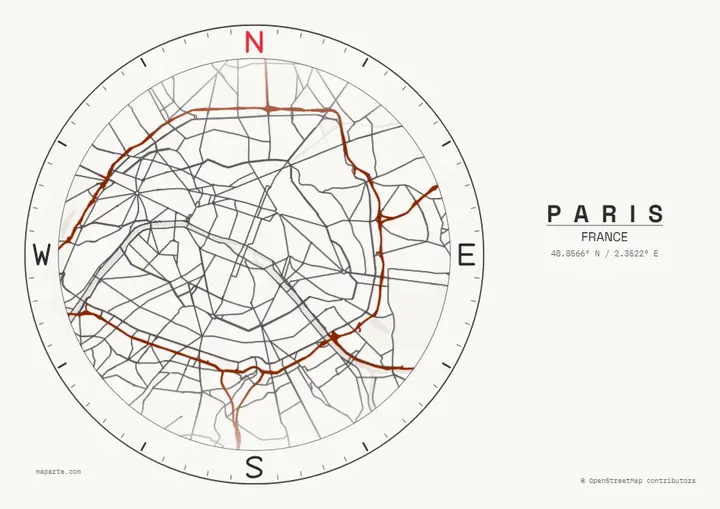 N
W
E
S
PARIS
FRANCE
48.8566° N / 2.3522° E
maparte.com
© OpenStreetMap contributors